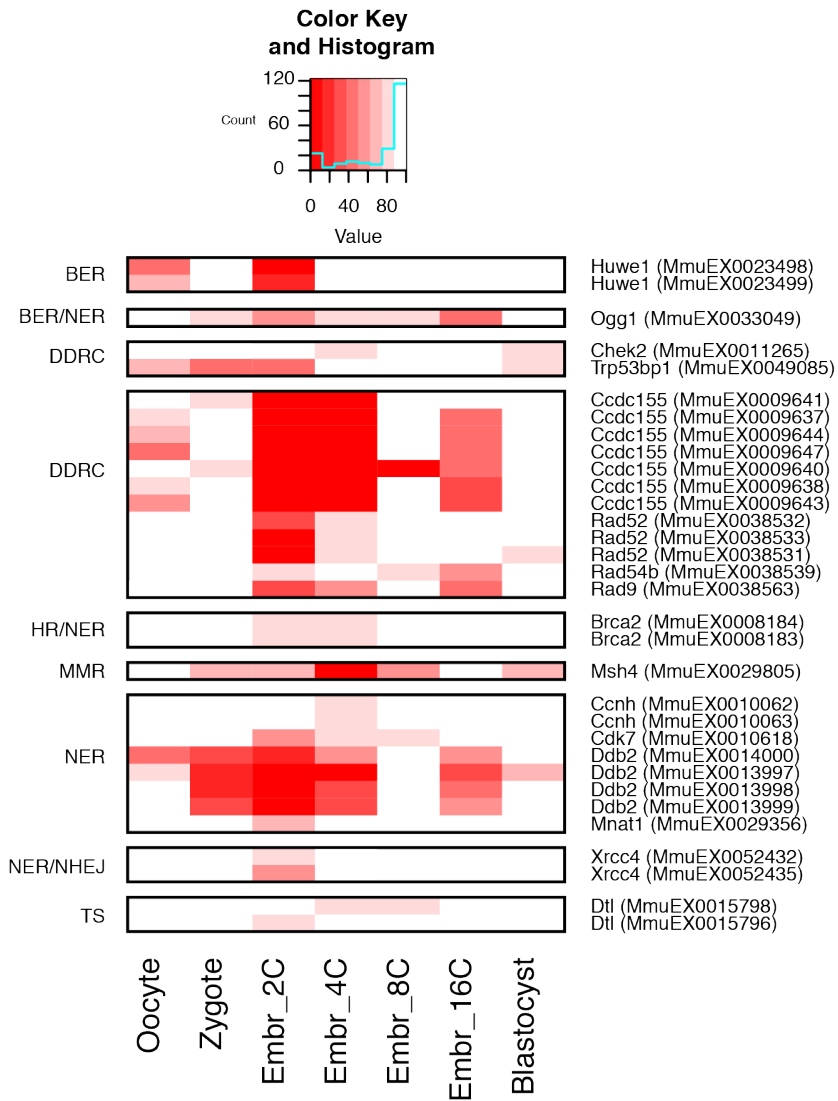 Color Key
and Histogram
120
Count 60
0
0 40 80
Value
BER
Huwe1 (MmuEX0023498)
Huwe1 (MmuEX0023499)
BER/NER
Ogg1 (MmuEX0033049)
DDRC
Chek2 (MmuEX0011265)
Trp53bp1 (MmuEX0049085)
DDRC
Ccdc155 (MmuEX0009641)
Ccdc155 (MmuEX0009637)
Ccdc155 (MmuEX0009644)
Ccdc155 (MmuEX0009647)
Ccdc155 (MmuEX0009640)
Ccdc155 (MmuEX0009638)
Ccdc155 (MmuEX0009643)
Rad52 (MmuEX0038532)
Rad52 (MmuEX0038533)
Rad52 (MmuEX0038531)
Rad54b (MmuEX0038539)
Rad9 (MmuEX0038563)
HR/NER
Brca2 (MmuEX0008184)
Brca2 (MmuEX0008183)
MMR
Msh4 (MmuEX0029805)
NER
Ccnh (MmuEX0010062)
Ccnh (MmuEX0010063)
Cdk7 (MmuEX0010618)
Ddb2 (MmuEX0014000)
Ddb2 (MmuEX0013997)
Ddb2 (MmuEX0013998)
Ddb2 (MmuEX0013999)
Mnat1 (MmuEX0029356)
NER/NHEJ
Xrcc4 (MmuEX0052432)
Xrcc4 (MmuEX0052435)
TS
Dtl (MmuEX0015798)
Dtl (MmuEX0015796)
Oocyte
Zygote
Embr_2C
Embr_4C
Embr_8C
Embr_16C
Blastocyst